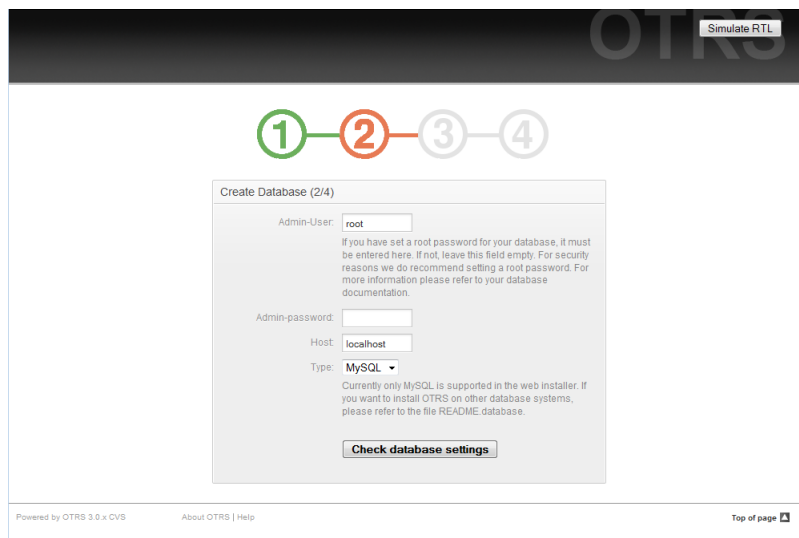 OTRS
Simulate RTL
1 2 3 4
Create Database (2/4)
Admin-User: root
If you have set a root password for your database, it must
be entered here. If not, leave this field empty. For security
reasons we do recommend setting a root password. For
more information please refer to your database
documentation.
Admin-password:
Host: localhost
Type: MySQL
Currently only MySQL is supported in the web installer. If
you want to install OTRS on other database systems,
please refer to the file README.database.
Check database settings
Powered by OTRS 3.0.x CVS About OTRS | Help Top of page